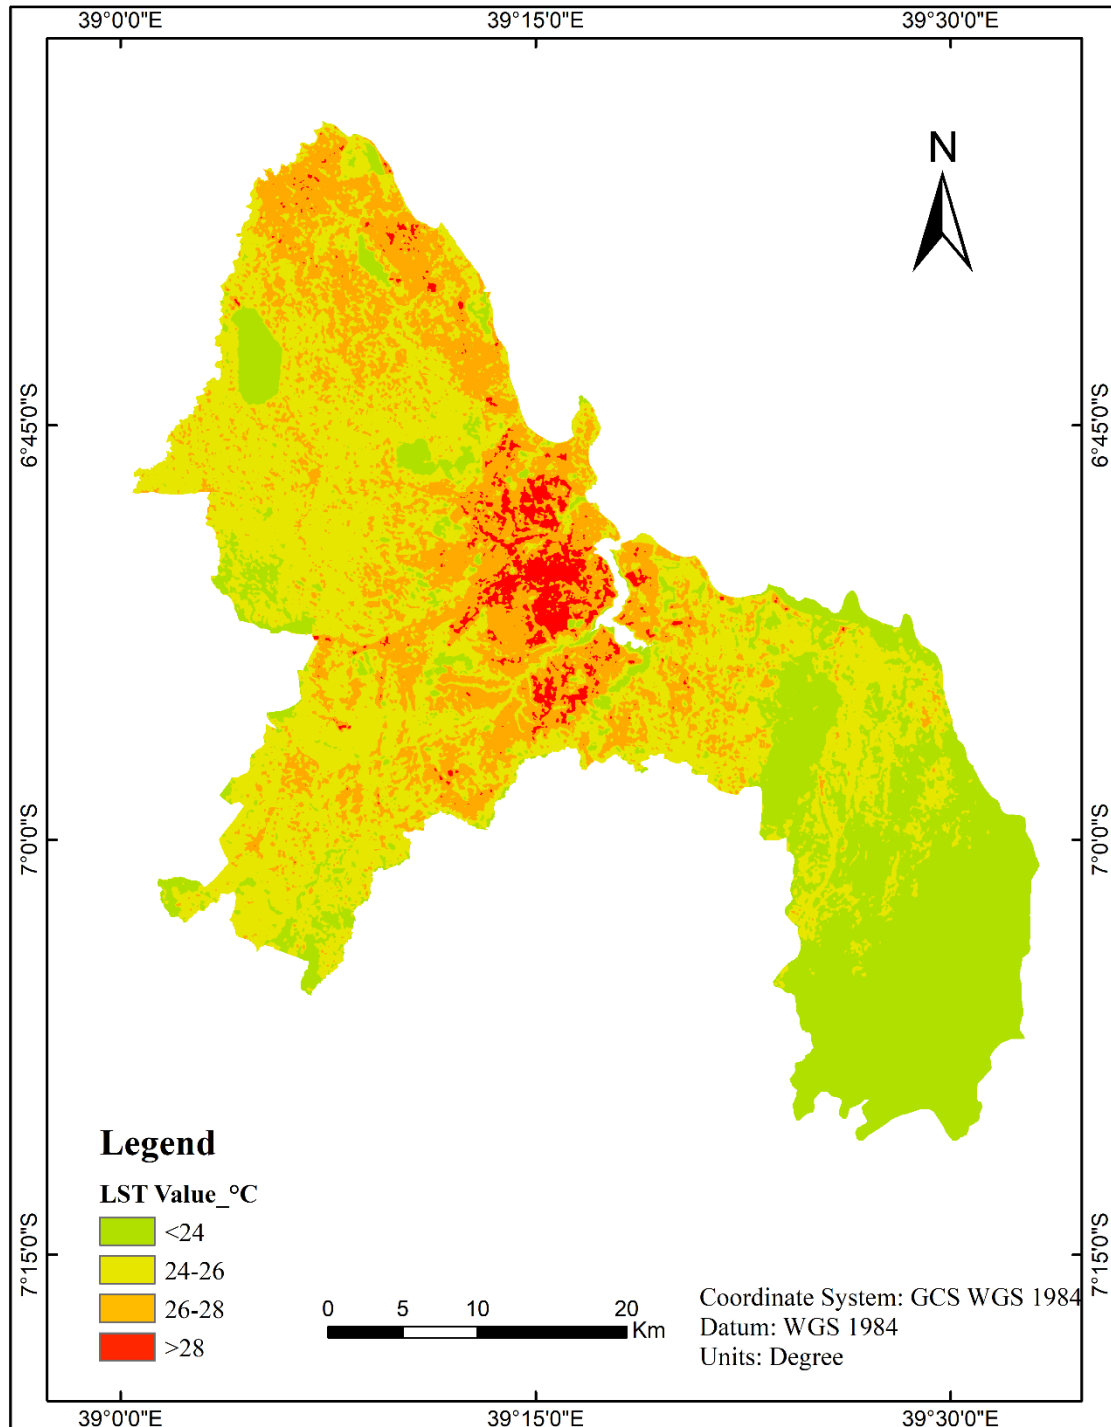 39°0'0"E 39°15'0"E 39°30'0"E
N
6°45'0"S 6°45'0"S
7°0'0"S 7°0'0"S
7°15'0"S 7°15'0"S
Legend
LST Value_°C
<24
24-26
26-28
>28
0 5 10 20
Km
Coordinate System: GCS WGS 1984
Datum: WGS 1984
Units: Degree
39°0'0"E 39°15'0"E 39°30'0"E